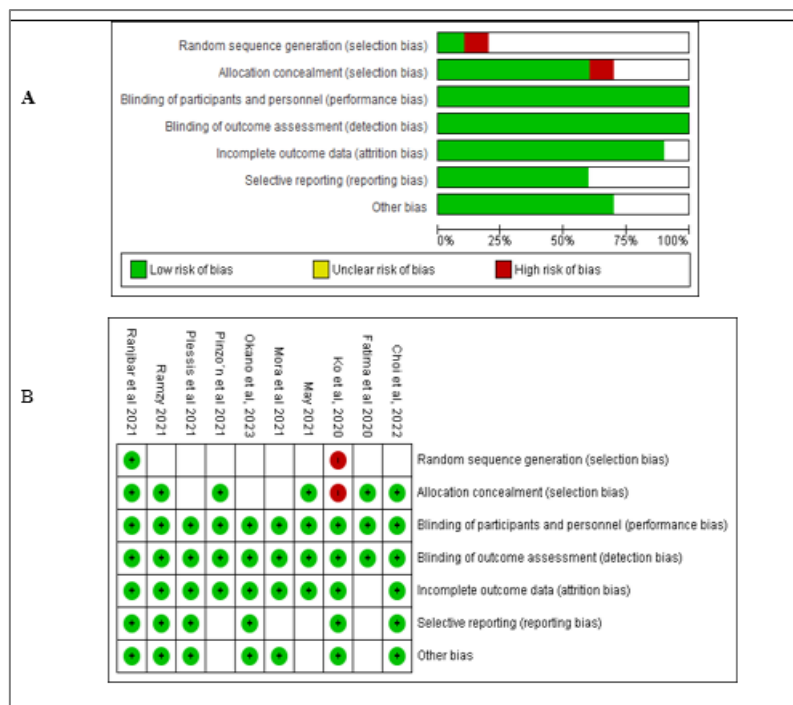 A
Random sequence generation (selection bias)
Allocation concealment (selection bias)
Blinding of participants and personnel (performance bias)
Blinding of outcome assessment (detection bias)
Incomplete outcome data (attrition bias)
Selective reporting (reporting bias)
Other bias
0% 25% 50% 75% 100%
Low risk of bias Unclear risk of bias High risk of bias
B
Ranjbar et al 2021
Ramzy 2021
Plessis et al 2021
Pinzo´n et al 2021
Okano et al, 2023
Mora et al 2021
May 2021
Ko et al, 2020
Fatima et al 2020
Choi et al, 2022
Random sequence generation (selection bias)
Allocation concealment (selection bias)
Blinding of participants and personnel (performance bias)
Blinding of outcome assessment (detection bias)
Incomplete outcome data (attrition bias)
Selective reporting (reporting bias)
Other bias